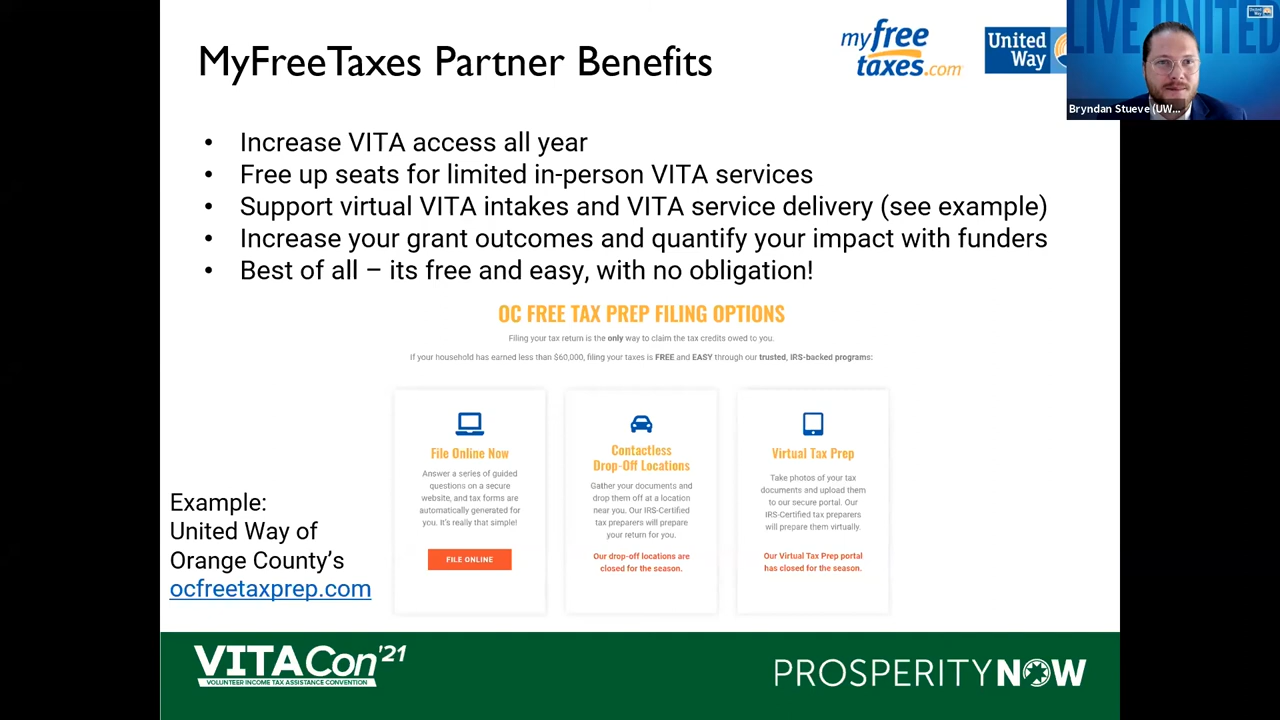 MyFreeTaxes Partner Benefits
my free
taxes.com
United
Way
LIVE UNITED
United
Way
Bryndan Stueve (UW...
• Increase VITA access all year
• Free up seats for limited in-person VITA services
• Support virtual VITA intakes and VITA service delivery (see example)
• Increase your grant outcomes and quantify your impact with funders
• Best of all – its free and easy, with no obligation!
OC FREE TAX PREP FILING OPTIONS
Filing your tax return is the only way to claim the tax credits owed to you.
If your household has earned less than $60,000, filing your taxes is FREE and EASY through our trusted, IRS-backed programs:
File Online Now
Answer a series of guided
questions on a secure
website, and tax forms are
automatically generated for
you. It's really that simple!
FILE ONLINE
Contactless
Drop-Off Locations
Gather your documents and
drop them off at a location
near you. Our IRS-Certified
tax preparers will prepare
your return for you.
Our drop-off locations are
closed for the season.
Virtual Tax Prep
Take photos of your tax
documents and upload them
to our secure portal. Our
IRS-Certified tax preparers
will prepare them virtually.
Our Virtual Tax Prep portal
has closed for the season.
Example:
United Way of
Orange County's
ocfreetaxprep.com
VITACon'21
VOLUNTEER INCOME TAX ASSISTANCE CONVENTION
PROSPERITY NOW